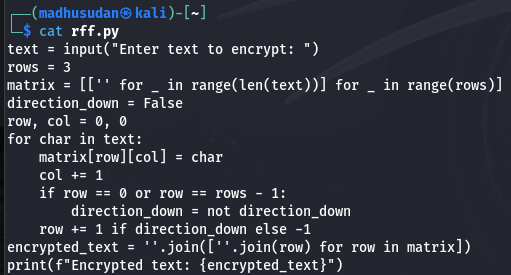 ┌──(madhusudan㉿kali)-[~]
└─$ cat rff.py
text = input("Enter text to encrypt: ")
rows = 3
matrix = [['' for _ in range(len(text))] for _ in range(rows)]
direction_down = False
row, col = 0, 0
for char in text:
    matrix[row][col] = char
    col += 1
    if row == 0 or row == rows - 1:
        direction_down = not direction_down
    row += 1 if direction_down else -1
encrypted_text = ''.join([''.join(row) for row in matrix])
print(f"Encrypted text: {encrypted_text}")